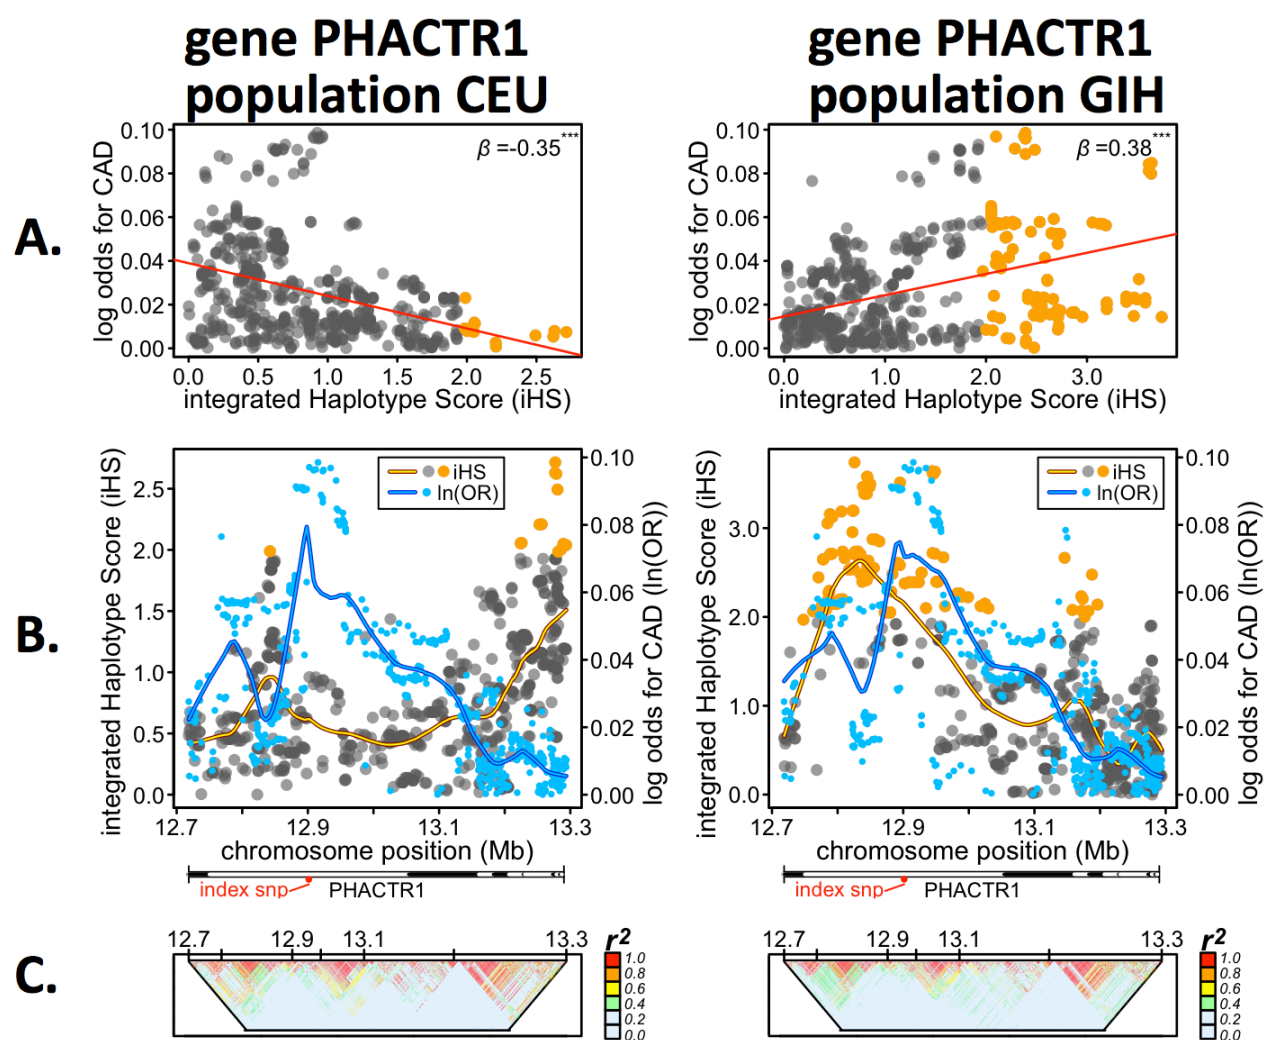 gene PHACTR1
population CEU
gene PHACTR1
population GIH
A.
log odds for CAD
0.10
0.08
0.06
0.04
0.02
0.00
β =-0.35***
0.0 0.5 1.0 1.5 2.0 2.5
integrated Haplotype Score (iHS)
log odds for CAD
0.10
0.08
0.06
0.04
0.02
0.00
β =0.38***
0.0 1.0 2.0 3.0
integrated Haplotype Score (iHS)
B.
integrated Haplotype Score (iHS)
2.5
2.0
1.5
1.0
0.5
0.0
iHS
ln(OR)
0.10
0.08
0.06
0.04
0.02
0.00
log odds for CAD (ln(OR))
12.7 12.9 13.1 13.3
chromosome position (Mb)
index snp
PHACTR1
integrated Haplotype Score (iHS)
3.0
2.0
1.0
0.0
iHS
ln(OR)
0.10
0.08
0.06
0.04
0.02
0.00
log odds for CAD (ln(OR))
12.7 12.9 13.1 13.3
chromosome position (Mb)
index snp
PHACTR1
C.
12.7 12.9 13.1 13.3
r2
1.0
0.8
0.6
0.4
0.2
0.0
12.7 12.9 13.1 13.3
r2
1.0
0.8
0.6
0.4
0.2
0.0